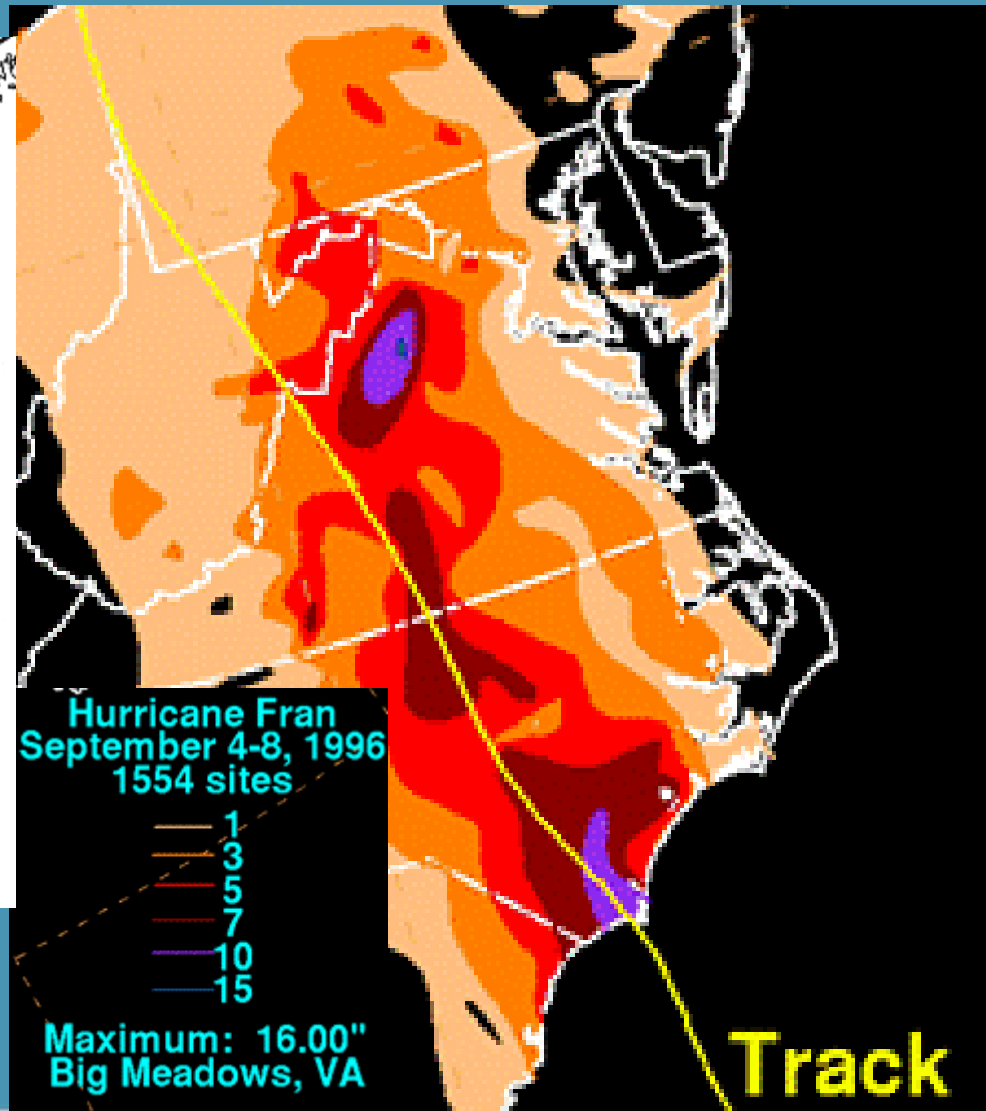 Hurricane Fran
September 4-8, 1996
1554 sites
1
3
5
7
10
15
Maximum: 16.00"
Big Meadows, VA
Track